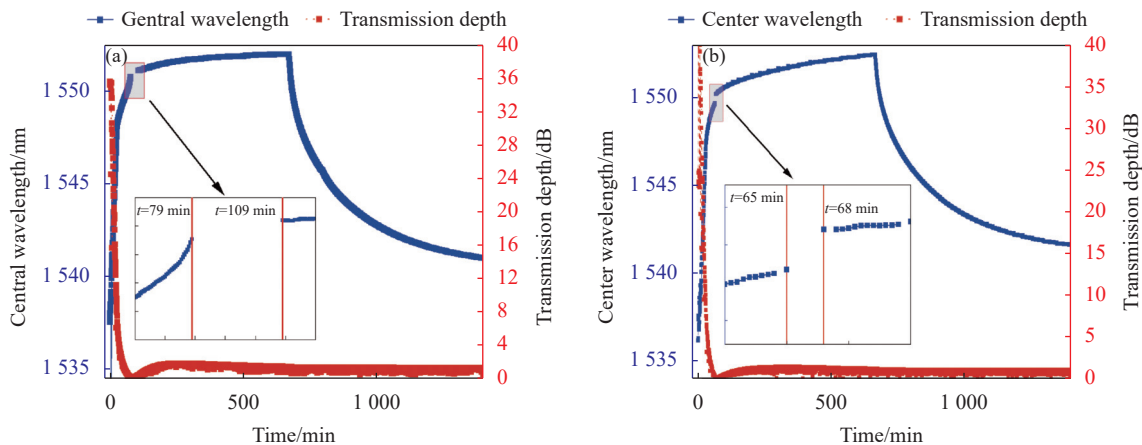 Gentral wavelength Transmission depth
(a)
1 550
1 545
1 540
1 535
Central wavelength/nm
40
36
32
28
24
20
16
12
8
4
0
Transmission depth/dB
t=79 min t=109 min
0 500 1 000
Time/min
Center wavelength Transmission depth
(b)
1 550
1 545
1 540
1 535
Center wavelength/nm
40
35
30
25
20
15
10
5
0
Transmission depth/dB
t=65 min t=68 min
0 500 1 000
Time/min